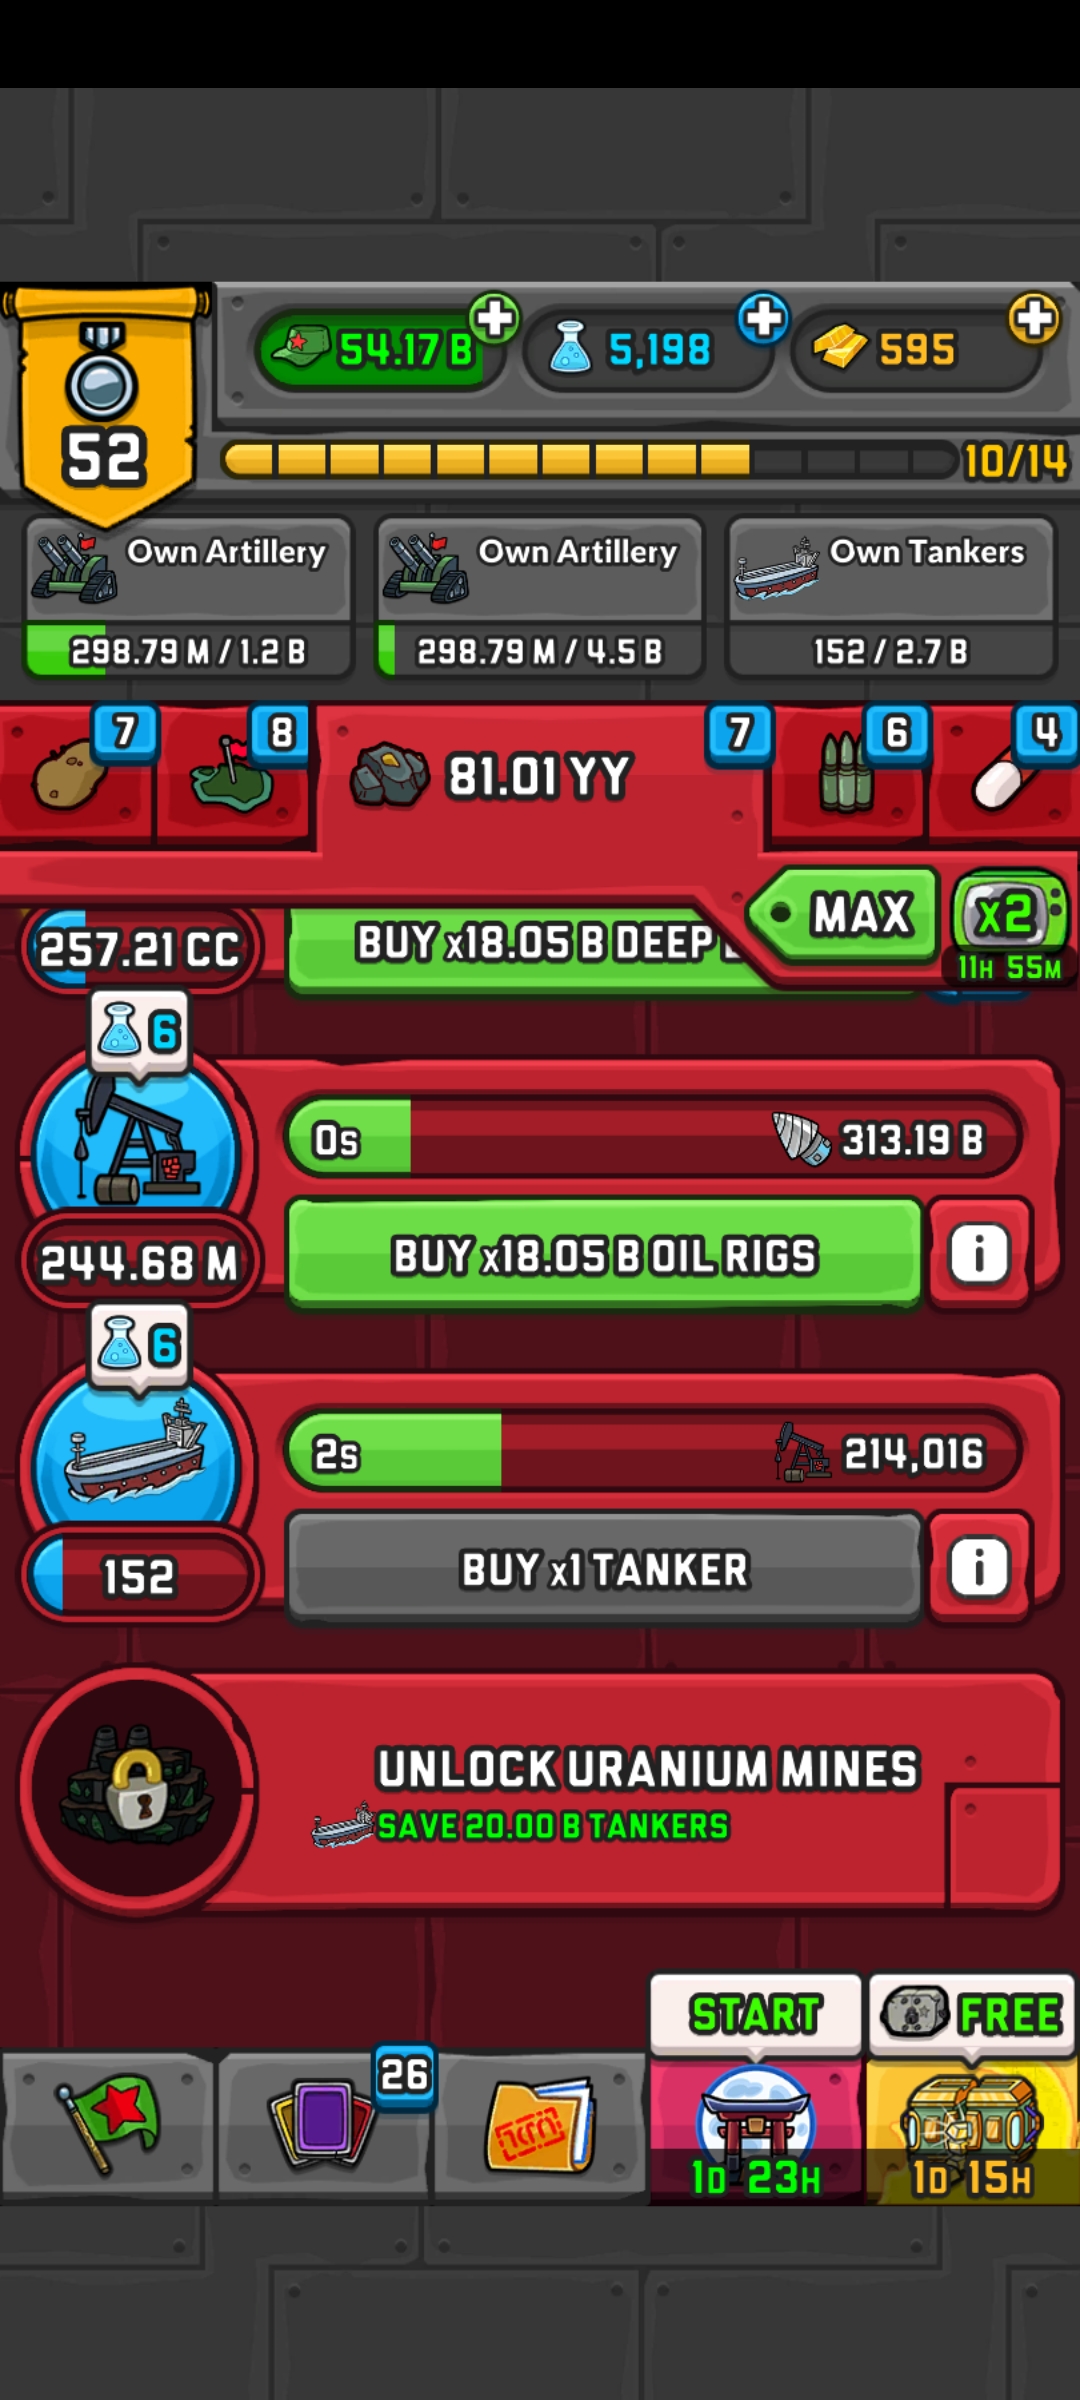 54.17 B
5,198
595
52
10/14
Own Artillery
298.79 M / 1.2 B
Own Artillery
298.79 M / 4.5 B
Own Tankers
152 / 2.7 B
7
8
81.01 YY
7
6
4
MAX
x2
11H 55M
257.21 CC
BUY x18.05 B DEEP
6
0s
313.19 B
244.68 M
BUY x18.05 B OIL RIGS
i
6
2s
214,016
152
BUY x1 TANKER
i
UNLOCK URANIUM MINES
SAVE 20.00 B TANKERS
START
FREE
26
1D 23H
1D 15H